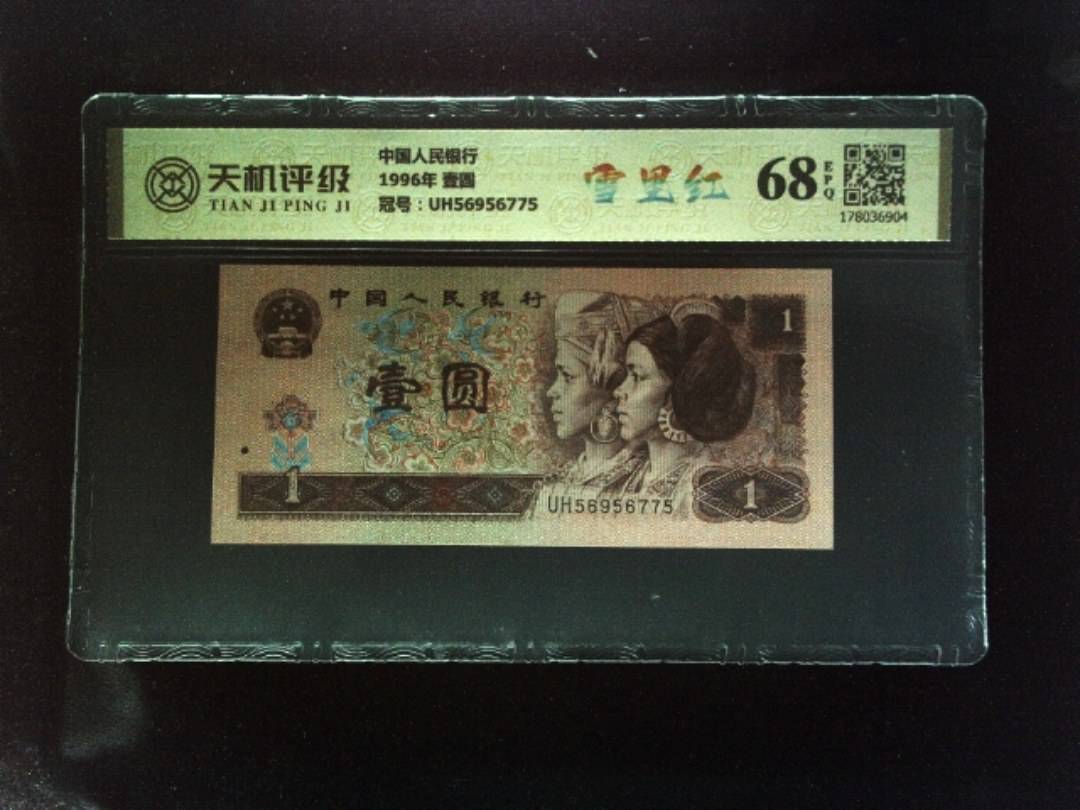 天机评级
TIAN JI PING JI
中国人民银行
1996年 壹圆
冠号：UH56956775
雪里红
68
EPQ
178036904
中国人民银行
1
壹圆
1
UH56956775
1